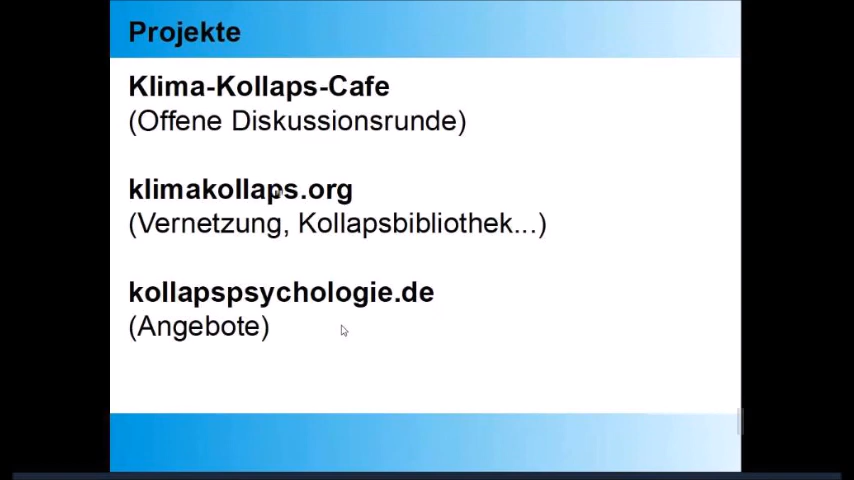 Projekte
Klima-Kollaps-Cafe
(Offene Diskussionsrunde)
klimakollaps.org
(Vernetzung, Kollapsbibliothek...)
kollapspsychologie.de
(Angebote)